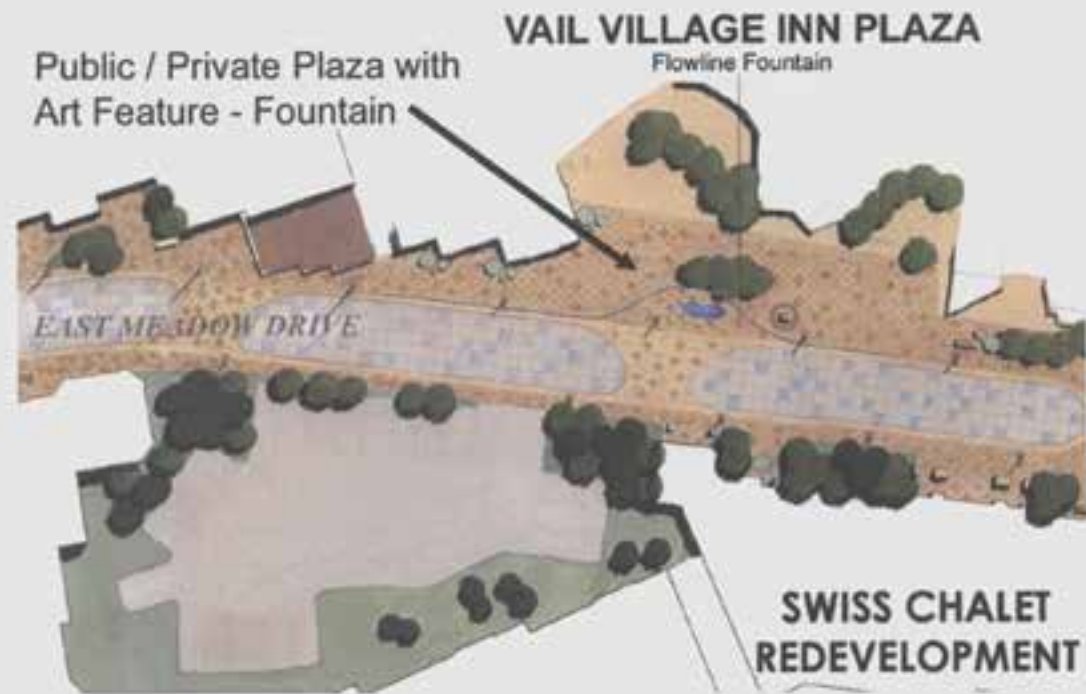 VAIL VILLAGE INN PLAZA
Flowline Fountain
Public / Private Plaza with
Art Feature - Fountain
EAST MEADOW DRIVE
SWISS CHALET
REDEVELOPMENT